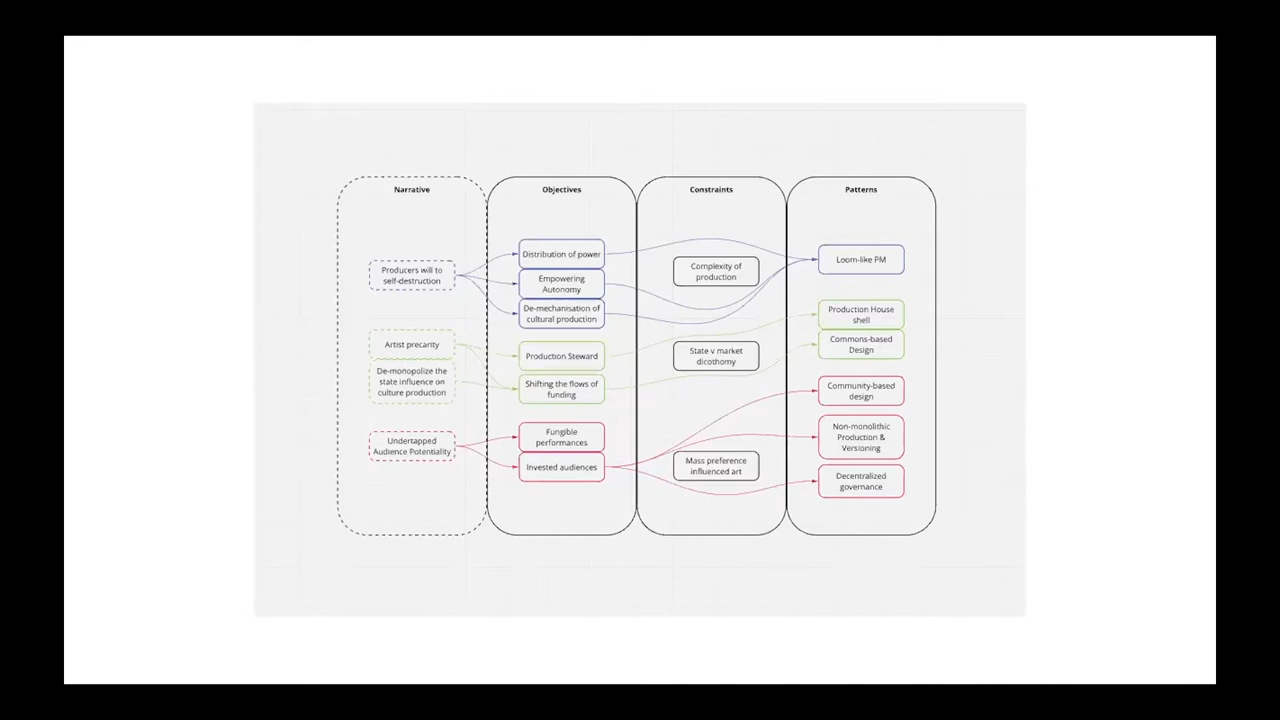 Narrative
Objectives
Constraints
Patterns
Producers will to
self-destruction
Artist precarity
De-monopolize the
state influence on
culture production
Undertapped
Audience Potentiality
Distribution of power
Empowering
Autonomy
De-mechanisation of
cultural production
Production Steward
Shifting the flows of
funding
Fungible
performances
Invested audiences
Complexity of
production
State v market
dicothomy
Mass preference
influenced art
Loom-like PM
Production House
shell
Commons-based
Design
Community-based
design
Non-monolithic
Production &
Versioning
Decentralized
governance